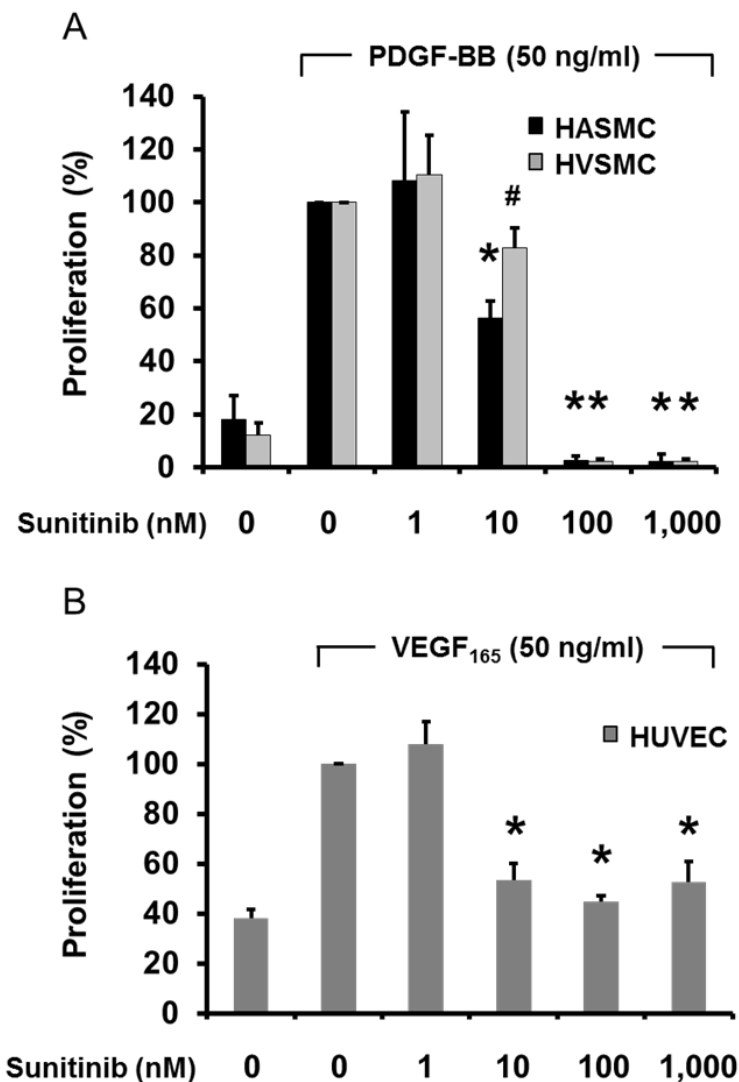 A
PDGF-BB (50 ng/ml)
140
120
100
80
60
40
20
0
Proliferation (%)
HASMC
HVSMC
*
#
**
* *
Sunitinib (nM) 0 0 1 10 100 1,000
B
VEGF165 (50 ng/ml)
140
120
100
80
60
40
20
0
Proliferation (%)
HUVEC
* * *
Sunitinib (nM) 0 0 1 10 100 1,000